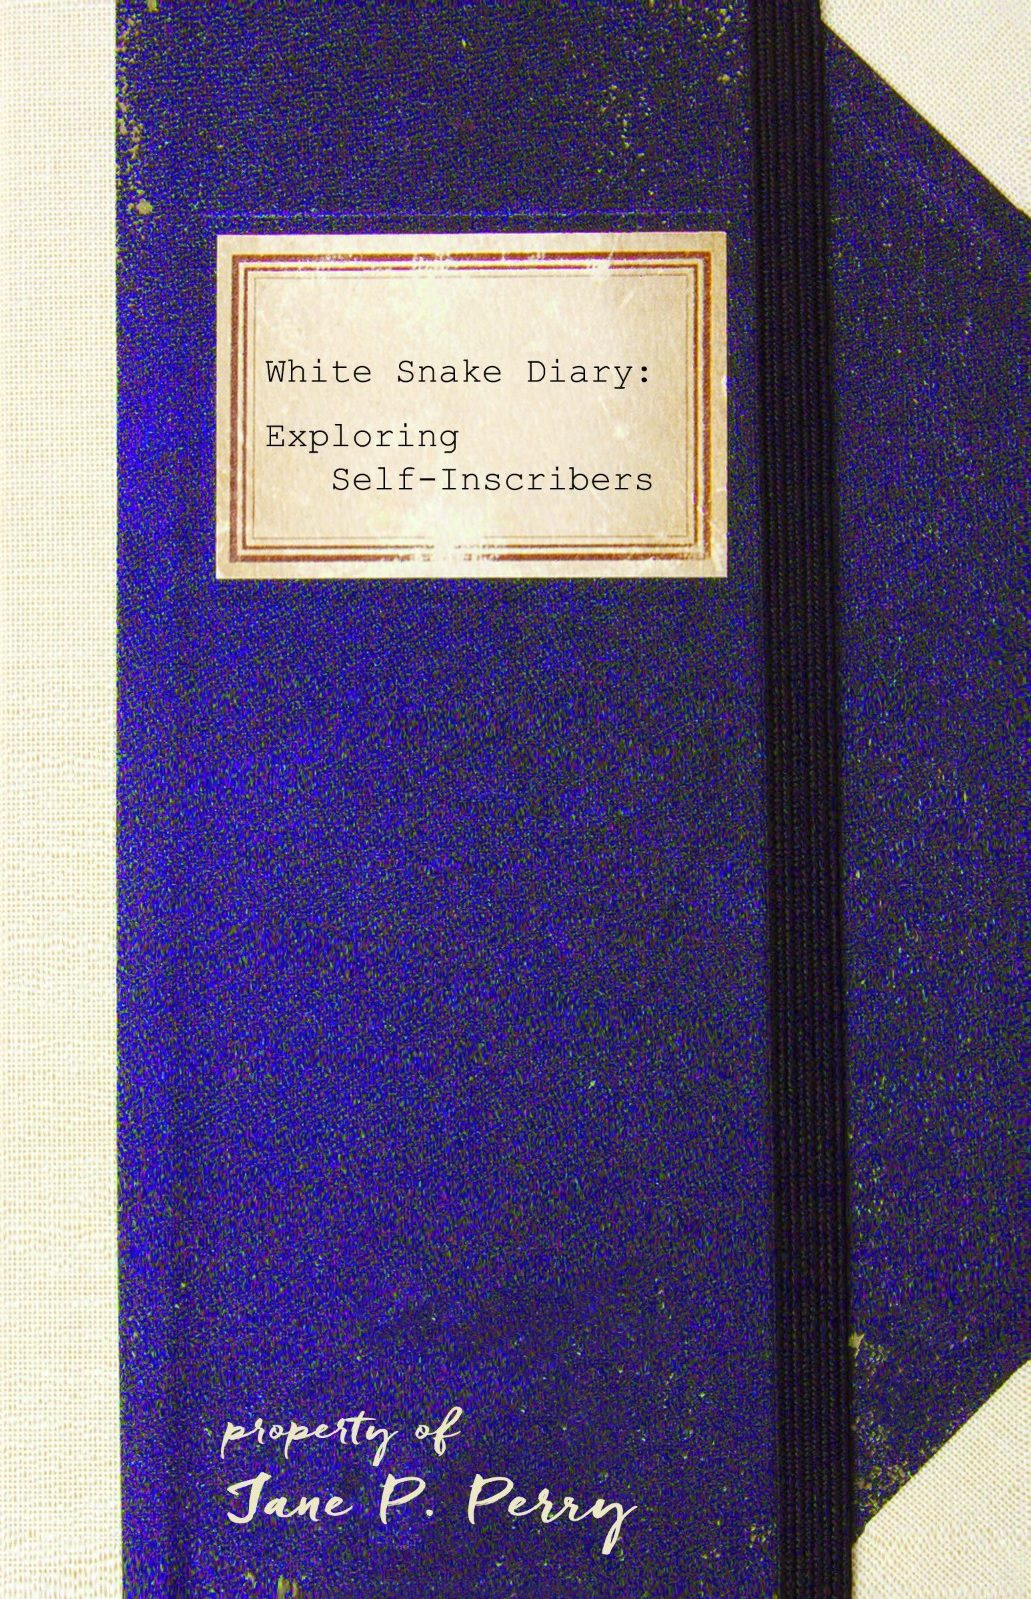 White Snake Diary:
Exploring
Self-Inscribers
property of
Jane P. Perry